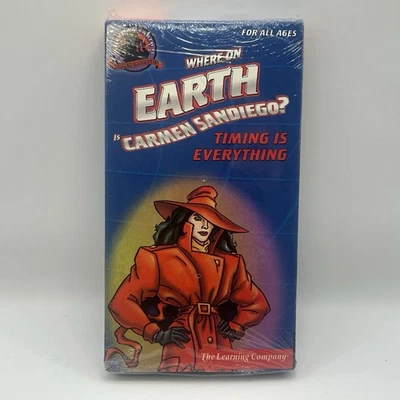 FOR ALL AGES
WHERE ON
EARTH
IS CARMEN SANDIEGO?
TIMING IS
EVERYTHING
The Learning Company